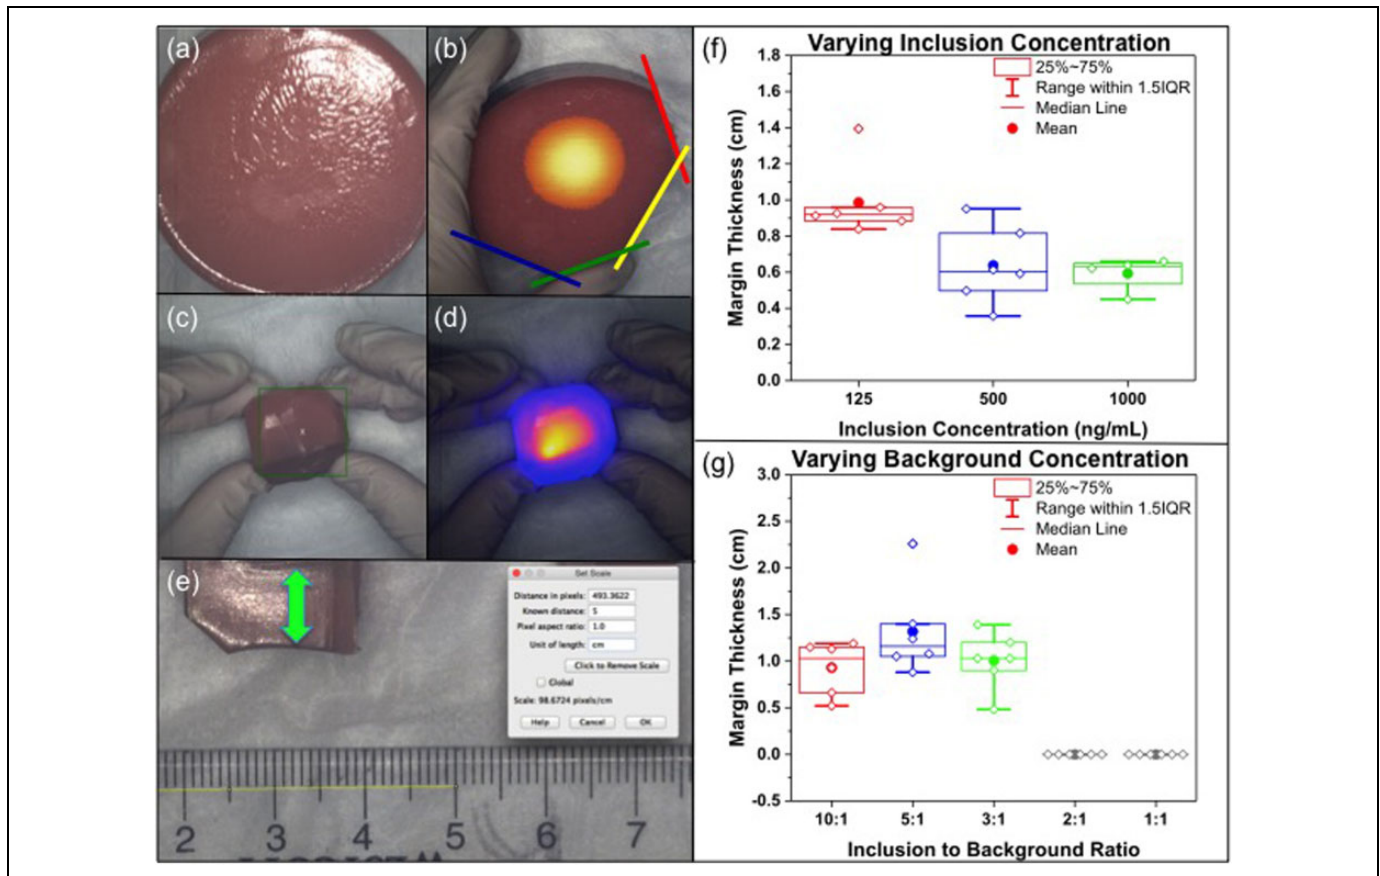 (a)
(b)
(c)
(d)
(e)
Set Scale
Distance in pixels: 493.3622
Known distance: 5
Pixel aspect ratio: 1.0
Unit of length: cm
Click to Remove Scale
Global
Scale: 98.6724 pixels/cm
Help Cancel OK
2 3 4 5 6 7
(f)
Varying Inclusion Concentration
25%~75%
Range within 1.5IQR
Median Line
Mean
Margin Thickness (cm)
1.8
1.6
1.4
1.2
1.0
0.8
0.6
0.4
0.2
0.0
125 500 1000
Inclusion Concentration (ng/mL)
(g)
Varying Background Concentration
25%~75%
Range within 1.5IQR
Median Line
Mean
Margin Thickness (cm)
3.0
2.5
2.0
1.5
1.0
0.5
0.0
-0.5
10:1 5:1 3:1 2:1 1:1
Inclusion to Background Ratio